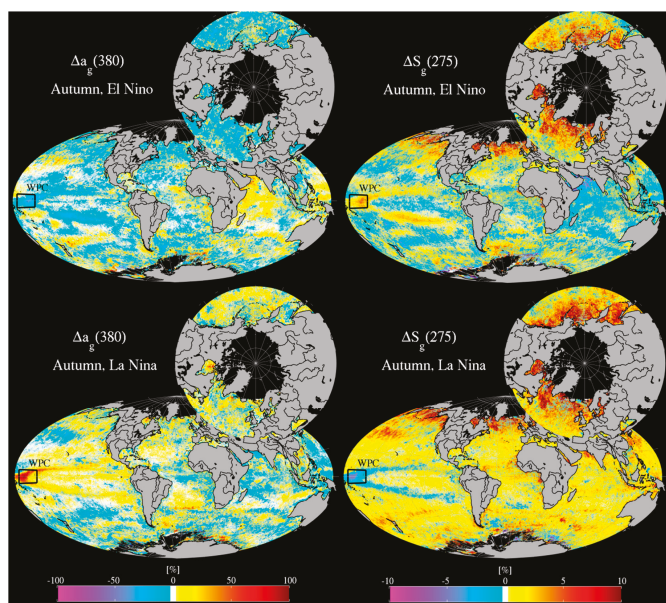 Δa_g(380)
Autumn, El Nino
WPC
ΔS_g(275)
Autumn, El Nino
WPC
Δa_g(380)
Autumn, La Nina
WPC
ΔS_g(275)
Autumn, La Nina
WPC
[%]
-100 -50 0 50 100
[%]
-10 -5 0 5 10